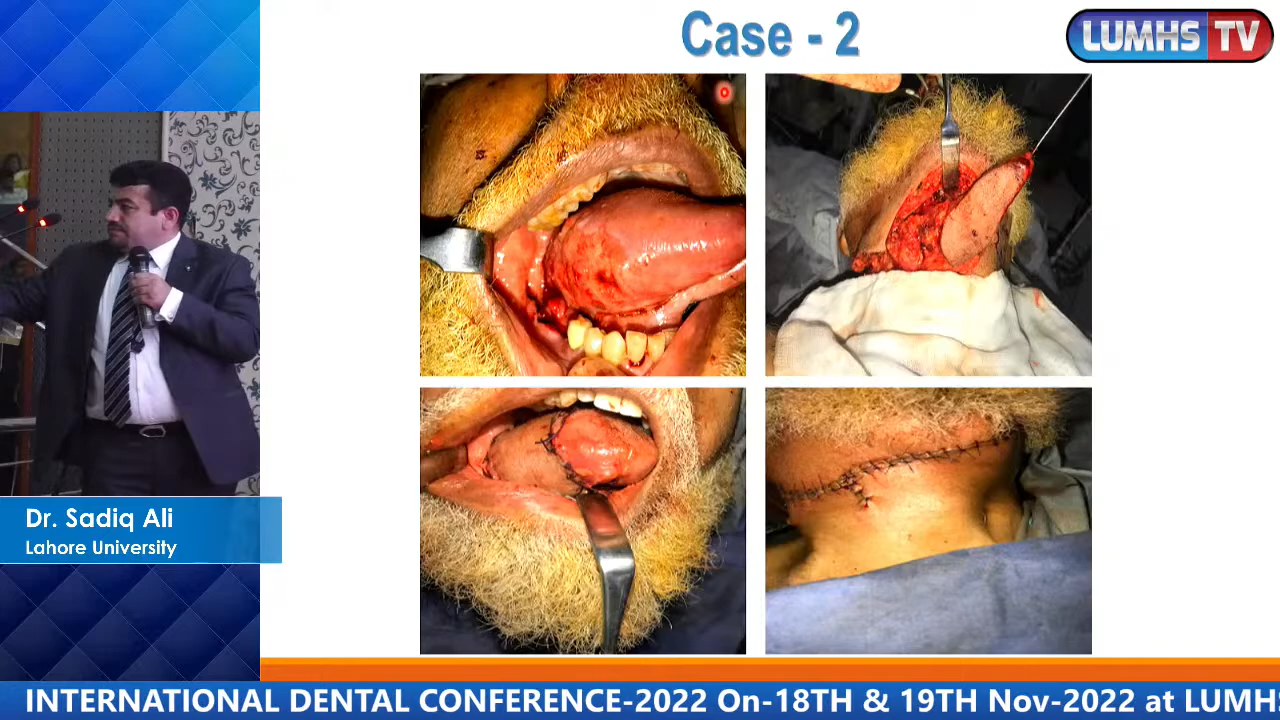 Case - 2
LUMHS TV
Dr. Sadiq Ali
Lahore University
INTERNATIONAL DENTAL CONFERENCE-2022 On-18TH & 19TH Nov-2022 at LUMHS